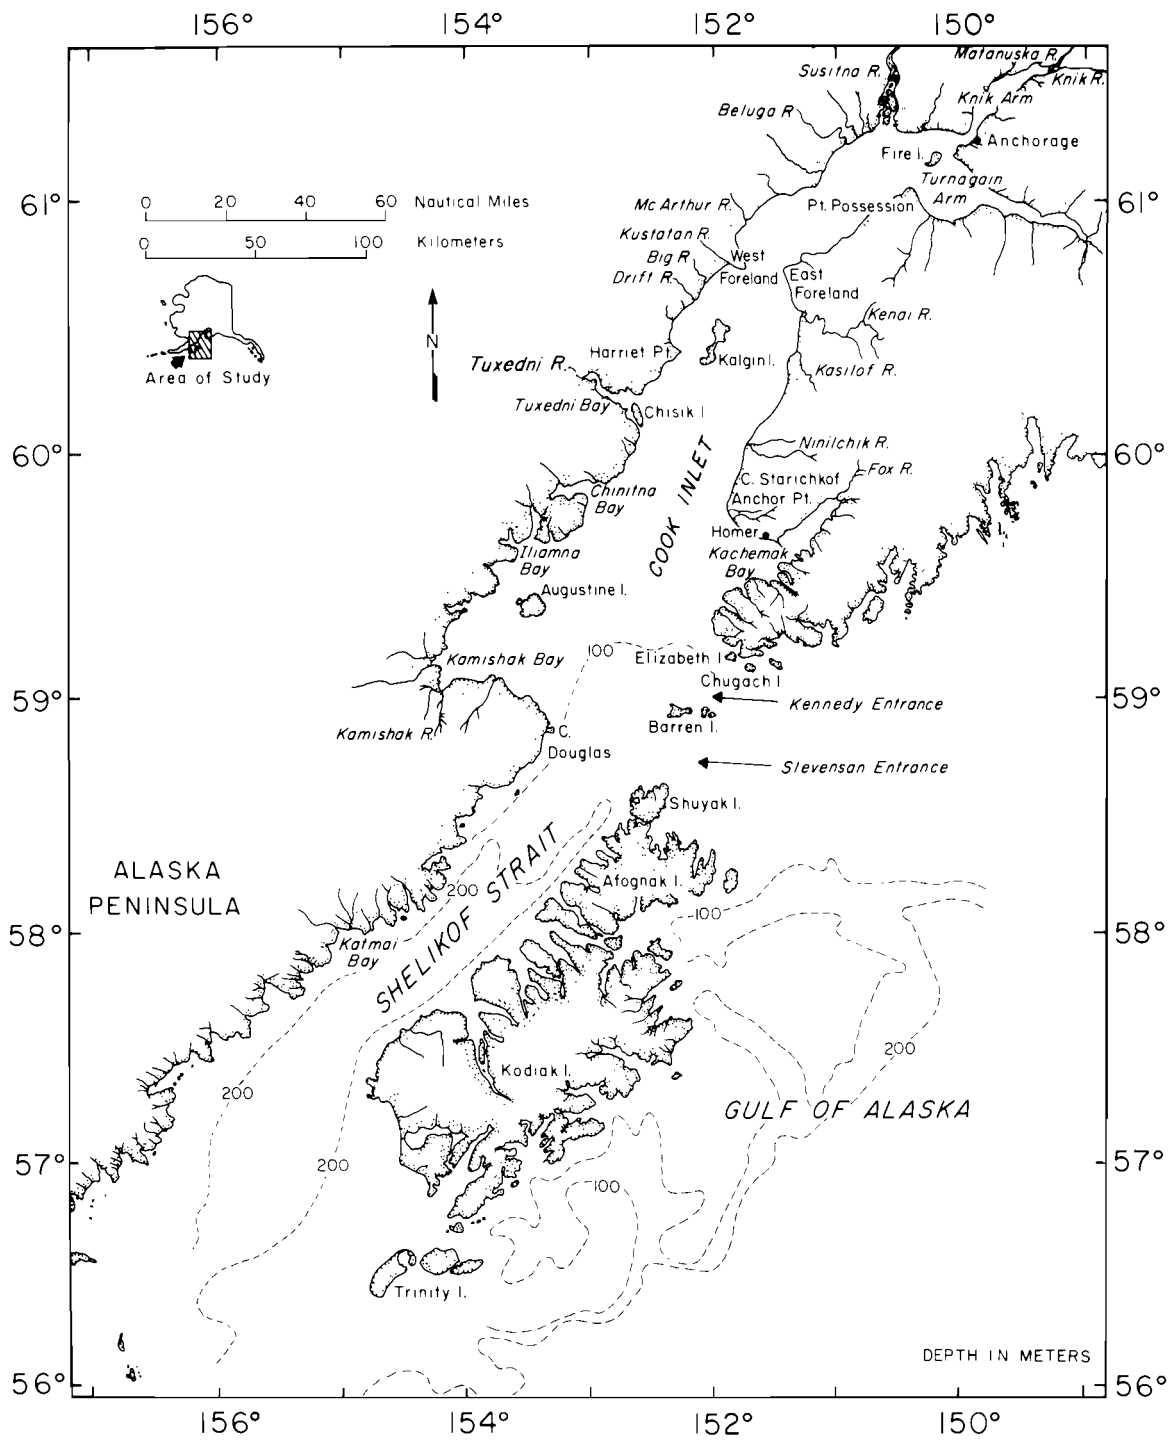 156° 154° 152° 150°
Susitna R.
Matanuska R.
Knik R.
Knik Arm
Beluga R
Anchorage
Fire I.
Turnagain
Arm
61°
61°
0 20 40 60 Nautical Miles
0 50 100 Kilometers
Mc Arthur R.
Pt. Possession
Kustatan R.
Big R
Drift R.
West
Foreland
East
Foreland
N
Kenai R.
Harriet Pt.
Kalgin I.
Kasilof R.
Area of Study
Tuxedni R.
Tuxedni Bay
Chisik I
60°
60°
COOK INLET
Ninilchik R.
Fox R.
C. Starichkof
Anchor Pt.
Chinitna
Bay
Homer
Kachemak
Bay
Iliamna
Bay
Augustine I.
100
Elizabeth I
Kamishak Bay
Chugach I
59°
59°
Kennedy Entrance
Barren I.
Kamishak R.
C.
Douglas
Slevensan Entrance
Shuyak I.
ALASKA
PENINSULA
SHELIKOF STRAIT
200
Afognak I.
100
58°
58°
Katmai
Bay
200
200
Kodiak I.
GULF OF ALASKA
57°
57°
200
100
Trinity I.
DEPTH IN METERS
56°
56°
156° 154° 152° 150°